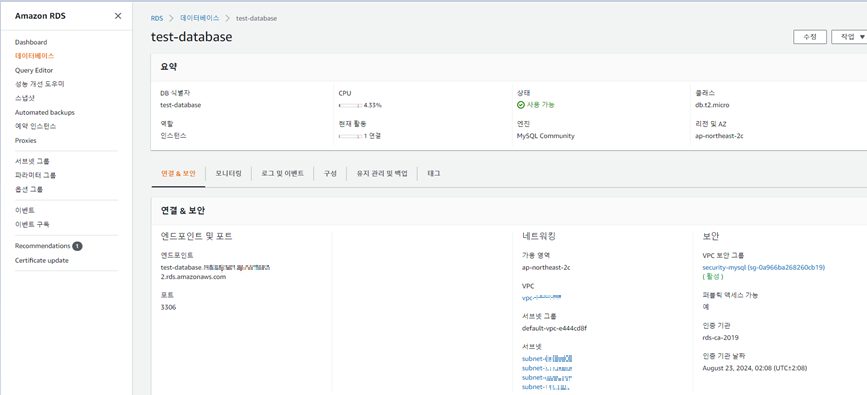 Amazon RDS
Dashboard
데이터베이스
Query Editor
성능 개선 도우미
스냅샷
Automated backups
예약 인스턴스
Proxies
서브넷 그룹
파라미터 그룹
옵션 그룹
이벤트
이벤트 구독
Recommendations 1
Certificate update
RDS > 데이터베이스 > test-database
test-database
수정
작업
요약
DB 식별자
test-database
CPU
4.33%
상태
사용 가능
클래스
db.t2.micro
역할
인스턴스
현재 활동
1 연결
엔진
MySQL Community
리전 및 AZ
ap-northeast-2c
연결 & 보안
모니터링
로그 및 이벤트
구성
유지 관리 및 백업
태그
연결 & 보안
엔드포인트 및 포트
엔드포인트
test-database.
2.rds.amazonaws.com
포트
3306
네트워킹
가용 영역
ap-northeast-2c
VPC
vpc-
서브넷 그룹
default-vpc-e444cd8f
서브넷
subnet-
subnet-
subnet-
subnet-
보안
VPC 보안 그룹
security-mysql (sg-0a966ba268260cb19)
( 활성 )
퍼블릭 액세스 가능
예
인증 기관
rds-ca-2019
인증 기관 날짜
August 23, 2024, 02:08 (UTC±2:08)